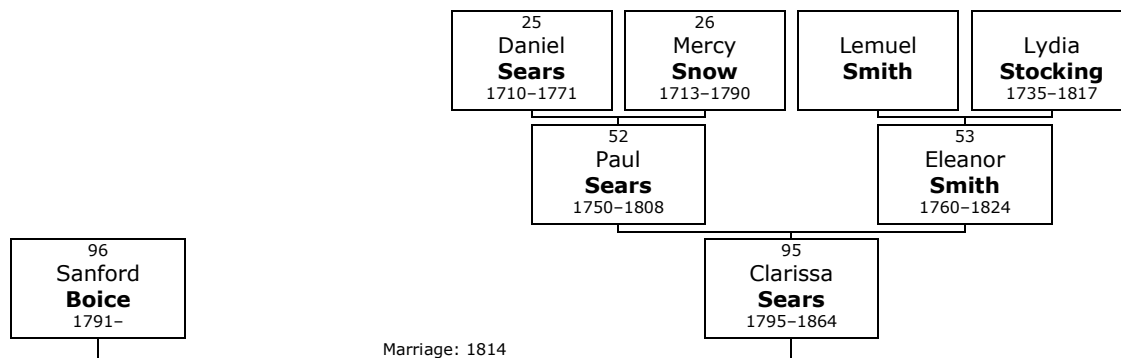 25
Daniel
Sears
1710–1771
26
Mercy
Snow
1713–1790
Lemuel
Smith
Lydia
Stocking
1735–1817
52
Paul
Sears
1750–1808
53
Eleanor
Smith
1760–1824
96
Sanford
Boice
1791–
95
Clarissa
Sears
1795–1864
Marriage: 1814